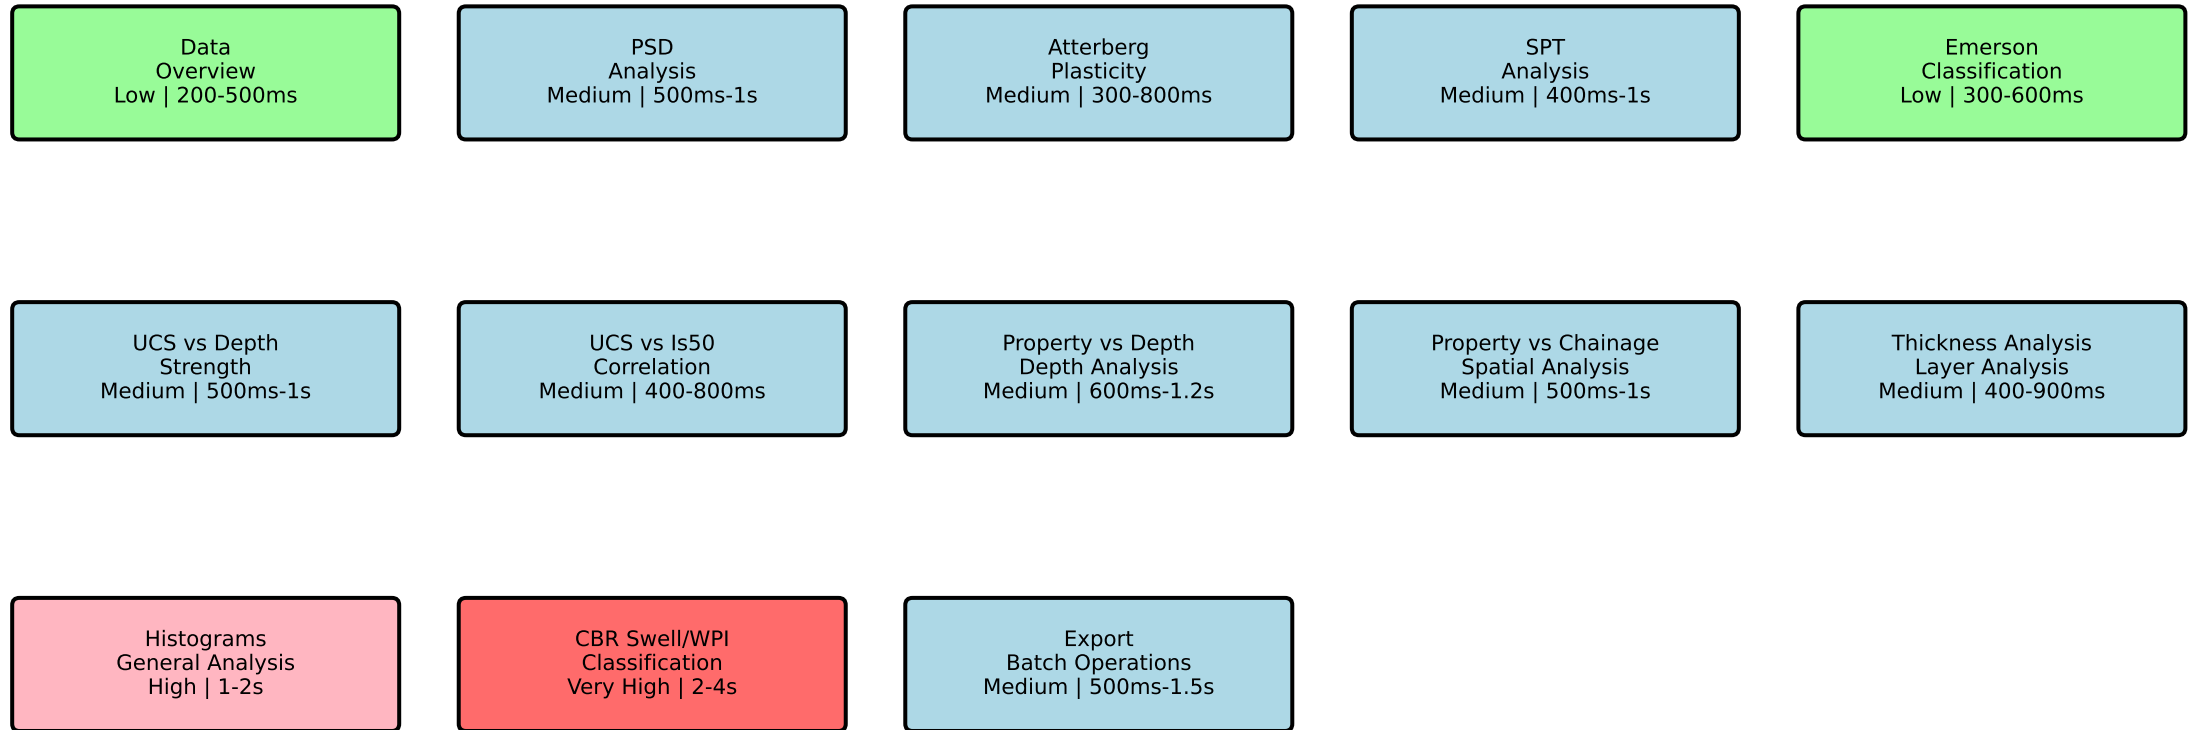 Data
Overview
Low | 200-500ms
PSD
Analysis
Medium | 500ms-1s
Atterberg
Plasticity
Medium | 300-800ms
SPT
Analysis
Medium | 400ms-1s
Emerson
Classification
Low | 300-600ms
UCS vs Depth
Strength
Medium | 500ms-1s
UCS vs Is50
Correlation
Medium | 400-800ms
Property vs Depth
Depth Analysis
Medium | 600ms-1.2s
Property vs Chainage
Spatial Analysis
Medium | 500ms-1s
Thickness Analysis
Layer Analysis
Medium | 400-900ms
Histograms
General Analysis
High | 1-2s
CBR Swell/WPI
Classification
Very High | 2-4s
Export
Batch Operations
Medium | 500ms-1.5s